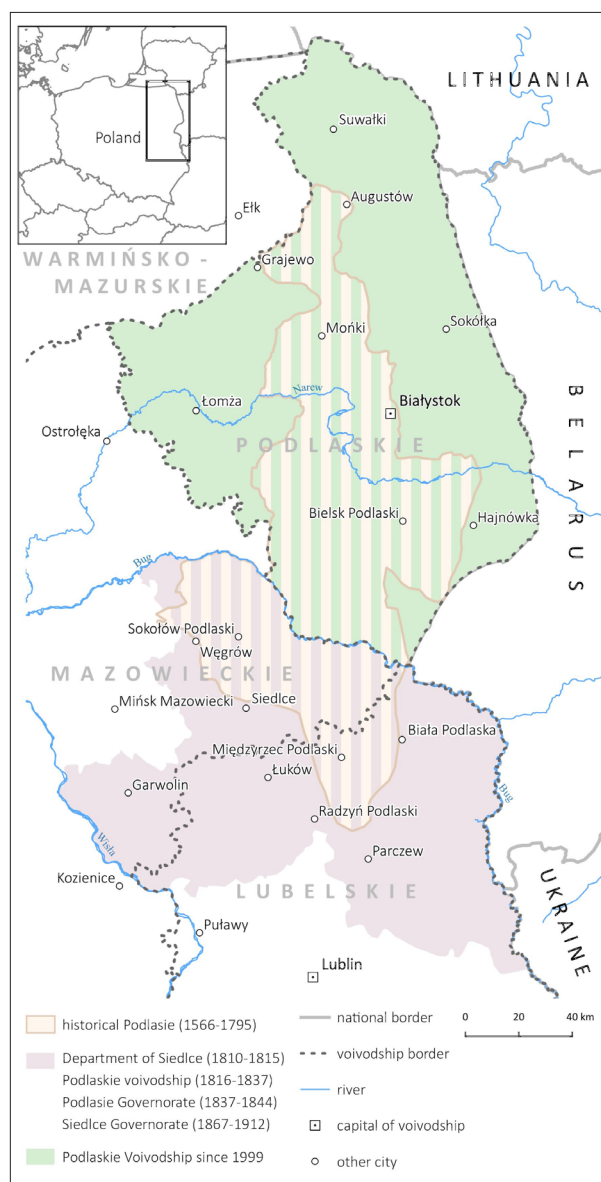 LITHUANIA
Poland
Suwałki
Augustów
Ełk
WARMIŃSKO -
MAZURSKIE
Grajewo
Mońki
Sokółka
Narew
Łomża
Białystok
Ostrołęka
PODLASKIE
BELARUS
Bielsk Podlaski
Hajnówka
Bug
Sokołów Podlaski
Węgrów
MAZOWIECKIE
Mińsk Mazowiecki
Siedlce
Biała Podlaska
Międzyrzec Podlaski
Łuków
Bug
Garwolin
Radzyń Podlaski
Wisła
Parczew
Kozienice
LUBELSKIE
UKRAINE
Puławy
Lublin
historical Podlasie (1566-1795)
Department of Siedlce (1810-1815)
Podlaskie voivodship (1816-1837)
Podlasie Governorate (1837-1844)
Siedlce Governorate (1867-1912)
Podlaskie Voivodship since 1999
national border
voivodship border
river
capital of voivodship
other city
0 20 40 km